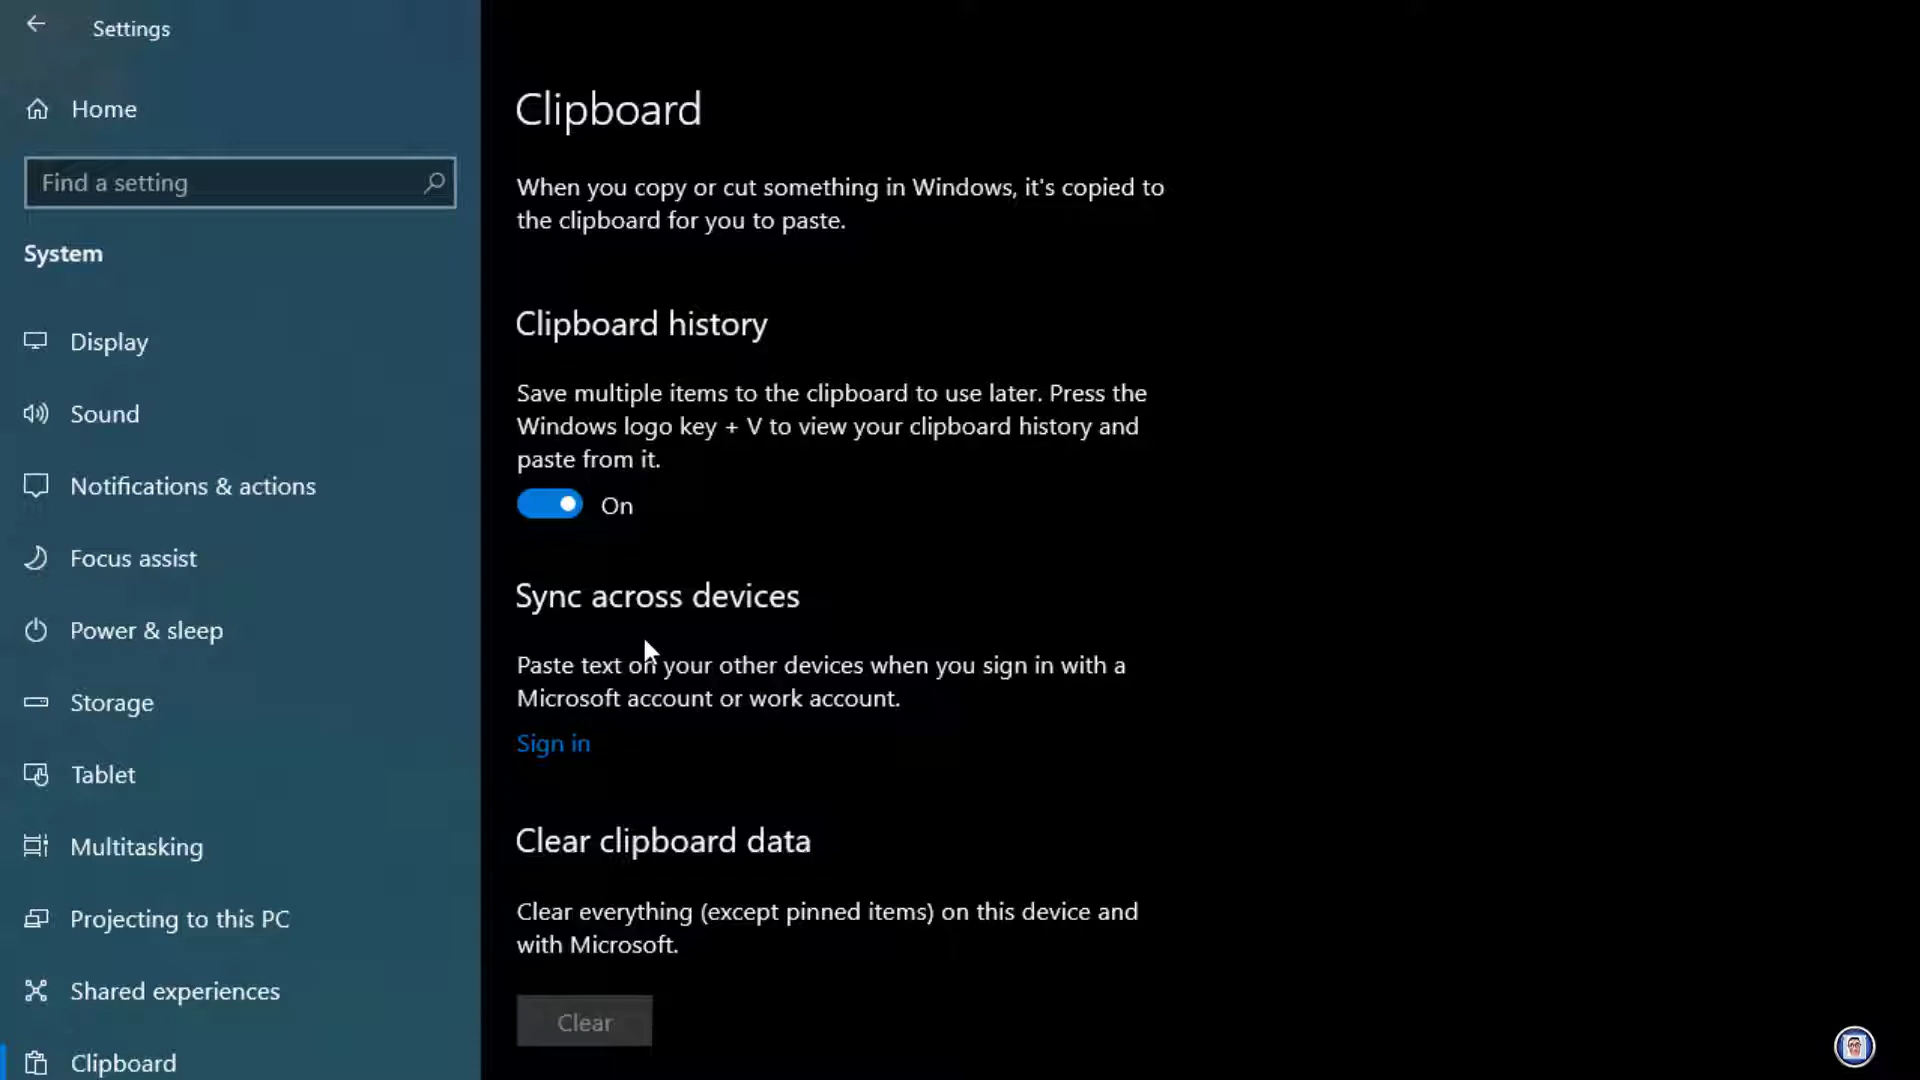 Settings
Home
Find a setting
System
Display
Sound
Notifications & actions
Focus assist
Power & sleep
Storage
Tablet
Multitasking
Projecting to this PC
Shared experiences
Clipboard
Clipboard
When you copy or cut something in Windows, it's copied to
the clipboard for you to paste.
Clipboard history
Save multiple items to the clipboard to use later. Press the
Windows logo key + V to view your clipboard history and
paste from it.
On
Sync across devices
Paste text on your other devices when you sign in with a
Microsoft account or work account.
Sign in
Clear clipboard data
Clear everything (except pinned items) on this device and
with Microsoft.
Clear